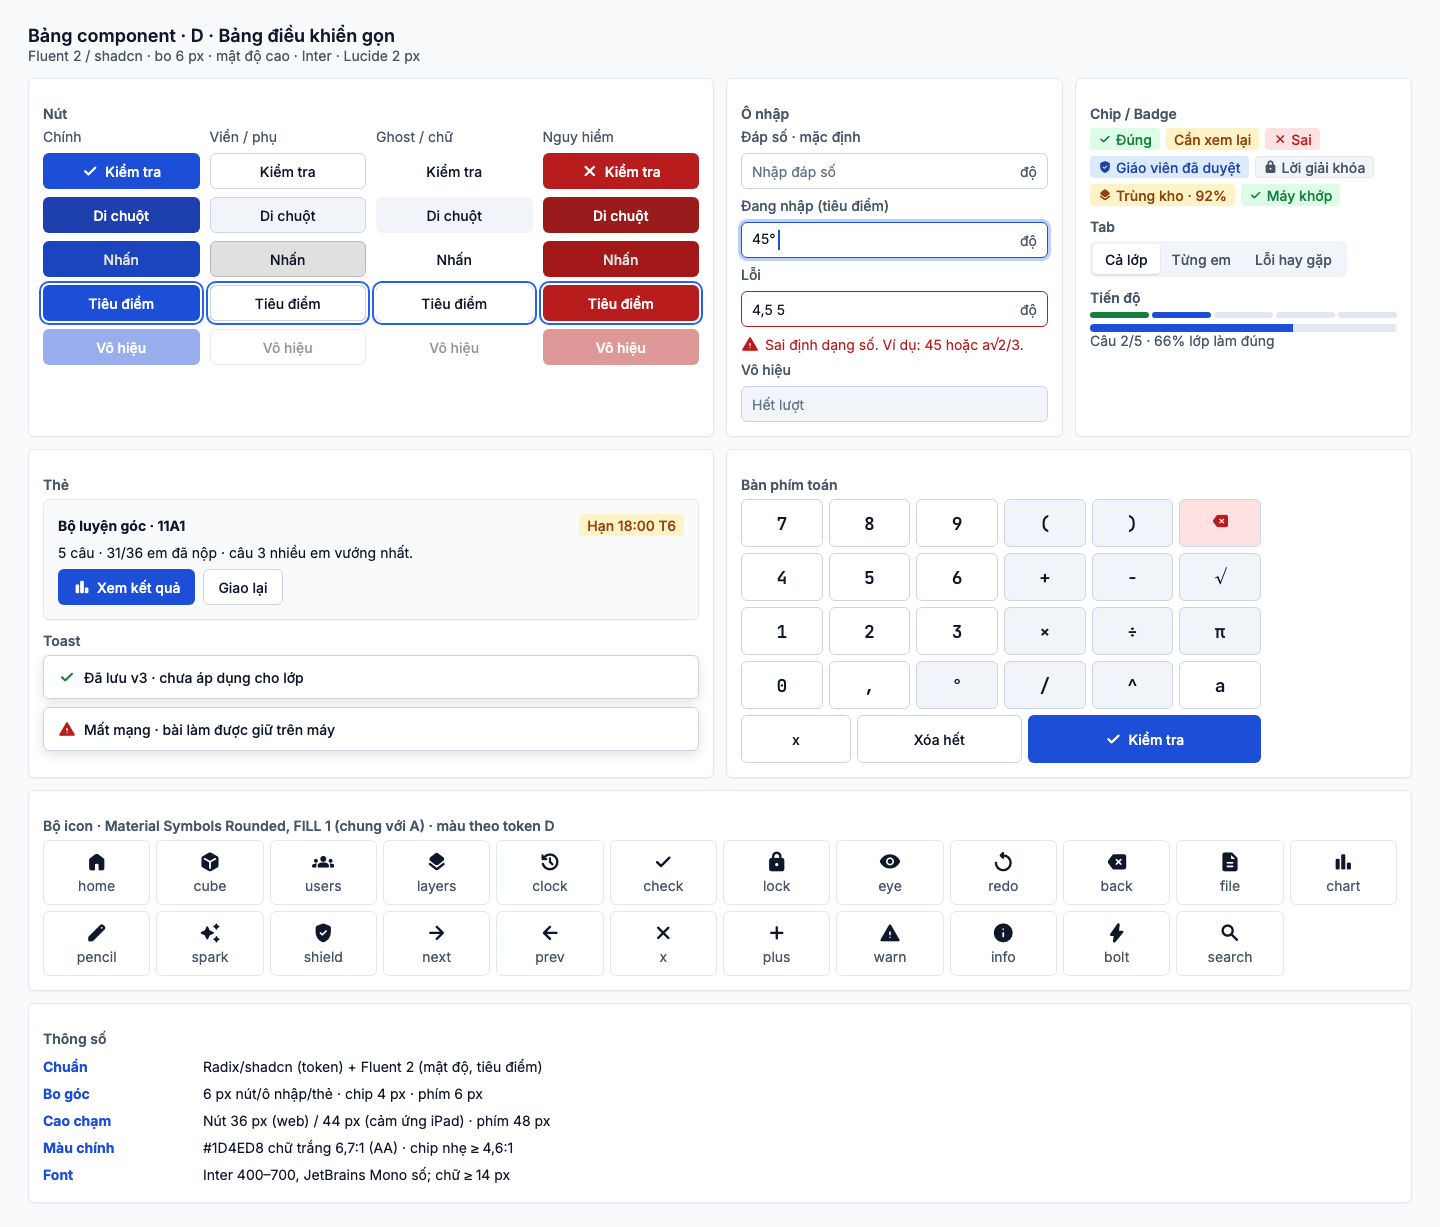 Bảng component · D · Bảng điều khiển gọn
Fluent 2 / shadcn · bo 6 px · mật độ cao · Inter · Lucide 2 px
Nút
Chính
Viền / phụ
Ghost / chữ
Nguy hiểm
Kiểm tra
Kiểm tra
Kiểm tra
Kiểm tra
Di chuột
Di chuột
Di chuột
Di chuột
Nhấn
Nhấn
Nhấn
Nhấn
Tiêu điểm
Tiêu điểm
Tiêu điểm
Tiêu điểm
Vô hiệu
Vô hiệu
Vô hiệu
Vô hiệu
Ô nhập
Đáp số · mặc định
Nhập đáp số độ
Đang nhập (tiêu điểm)
45° độ
Lỗi
4,5 5 độ
Sai định dạng số. Ví dụ: 45 hoặc a√2/3.
Vô hiệu
Hết lượt
Chip / Badge
Đúng
Cần xem lại
Sai
Giáo viên đã duyệt
Lời giải khóa
Trùng kho · 92%
Máy khớp
Tab
Cả lớp
Từng em
Lỗi hay gặp
Tiến độ
Câu 2/5 · 66% lớp làm đúng
Thẻ
Bộ luyện góc · 11A1
Hạn 18:00 T6
5 câu · 31/36 em đã nộp · câu 3 nhiều em vướng nhất.
Xem kết quả
Giao lại
Toast
Đã lưu v3 · chưa áp dụng cho lớp
Mất mạng · bài làm được giữ trên máy
Bàn phím toán
7 8 9 ( )
4 5 6 + - √
1 2 3 × ÷ π
0 , ° / ^ a
x
Xóa hết
Kiểm tra
Bộ icon · Material Symbols Rounded, FILL 1 (chung với A) · màu theo token D
home
cube
users
layers
clock
check
lock
eye
redo
back
file
chart
pencil
spark
shield
next
prev
x
plus
warn
info
bolt
search
Thông số
Chuẩn Radix/shadcn (token) + Fluent 2 (mật độ, tiêu điểm)
Bo góc 6 px nút/ô nhập/thẻ · chip 4 px · phím 6 px
Cao chạm Nút 36 px (web) / 44 px (cảm ứng iPad) · phím 48 px
Màu chính #1D4ED8 chữ trắng 6,7:1 (AA) · chip nhẹ ≥ 4,6:1
Font Inter 400–700, JetBrains Mono số; chữ ≥ 14 px